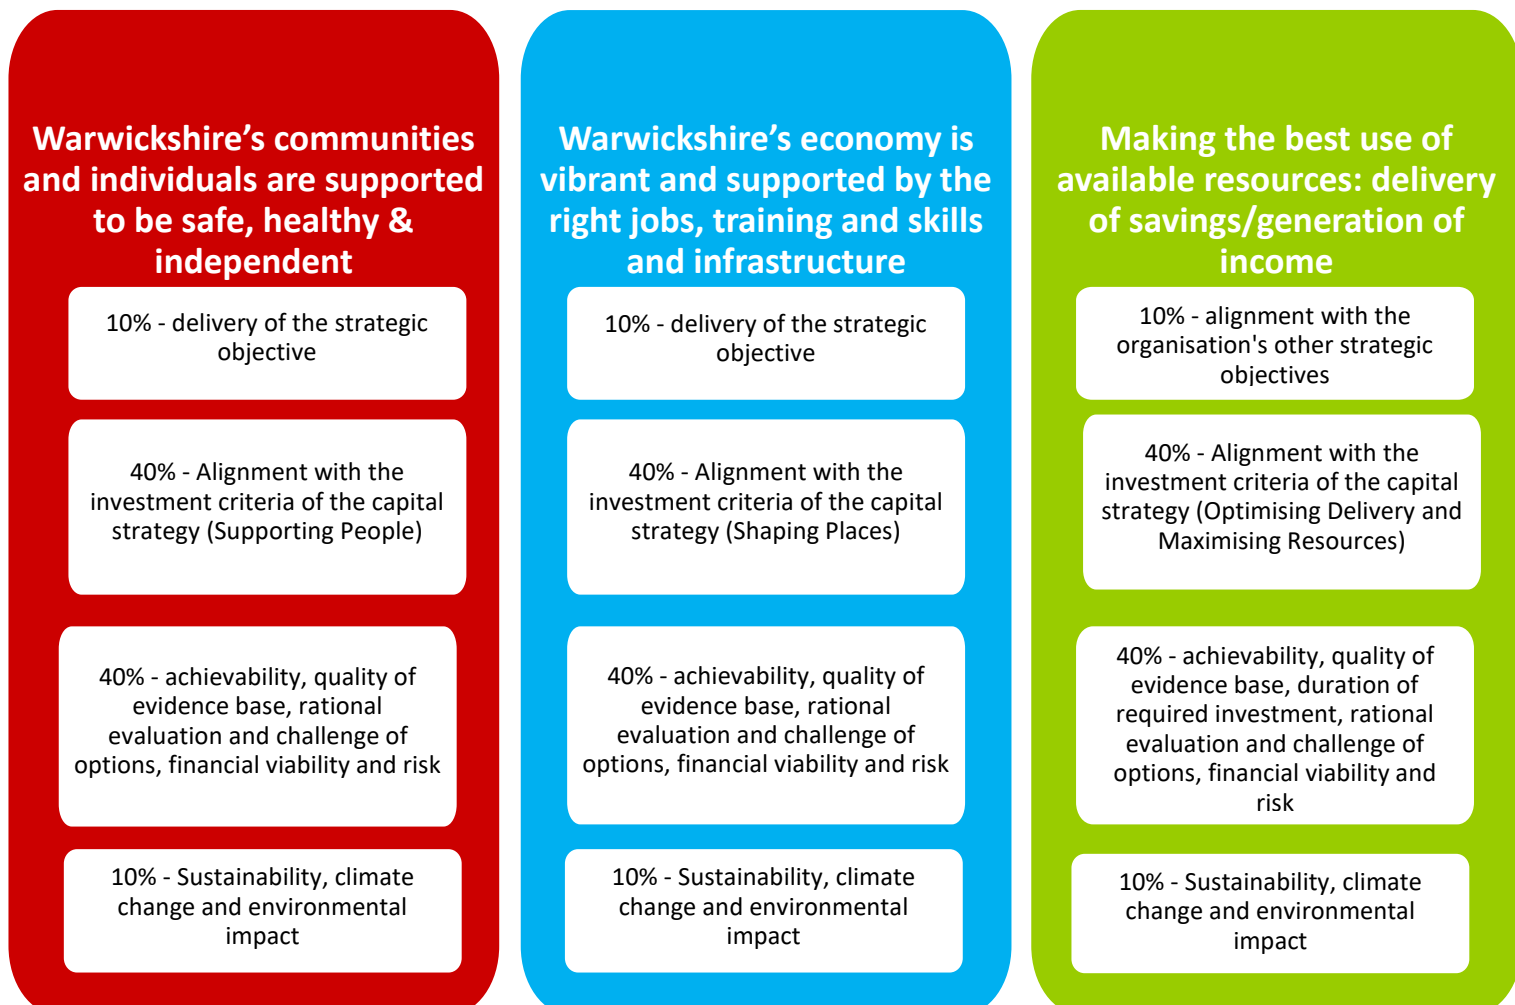 Warwickshire’s communities
and individuals are supported
to be safe, healthy &
independent
10% - delivery of the strategic
objective
40% - Alignment with the
investment criteria of the capital
strategy (Supporting People)
40% - achievability, quality of
evidence base, rational
evaluation and challenge of
options, financial viability and risk
10% - Sustainability, climate
change and environmental
impact
Warwickshire’s economy is
vibrant and supported by the
right jobs, training and skills
and infrastructure
10% - delivery of the strategic
objective
40% - Alignment with the
investment criteria of the capital
strategy (Shaping Places)
40% - achievability, quality of
evidence base, rational
evaluation and challenge of
options, financial viability and risk
10% - Sustainability, climate
change and environmental
impact
Making the best use of
available resources: delivery
of savings/generation of
income
10% - alignment with the
organisation's other strategic
objectives
40% - Alignment with the
investment criteria of the capital
strategy (Optimising Delivery and
Maximising Resources)
40% - achievability, quality of
evidence base, duration of
required investment, rational
evaluation and challenge of
options, financial viability and
risk
10% - Sustainability, climate
change and environmental
impact